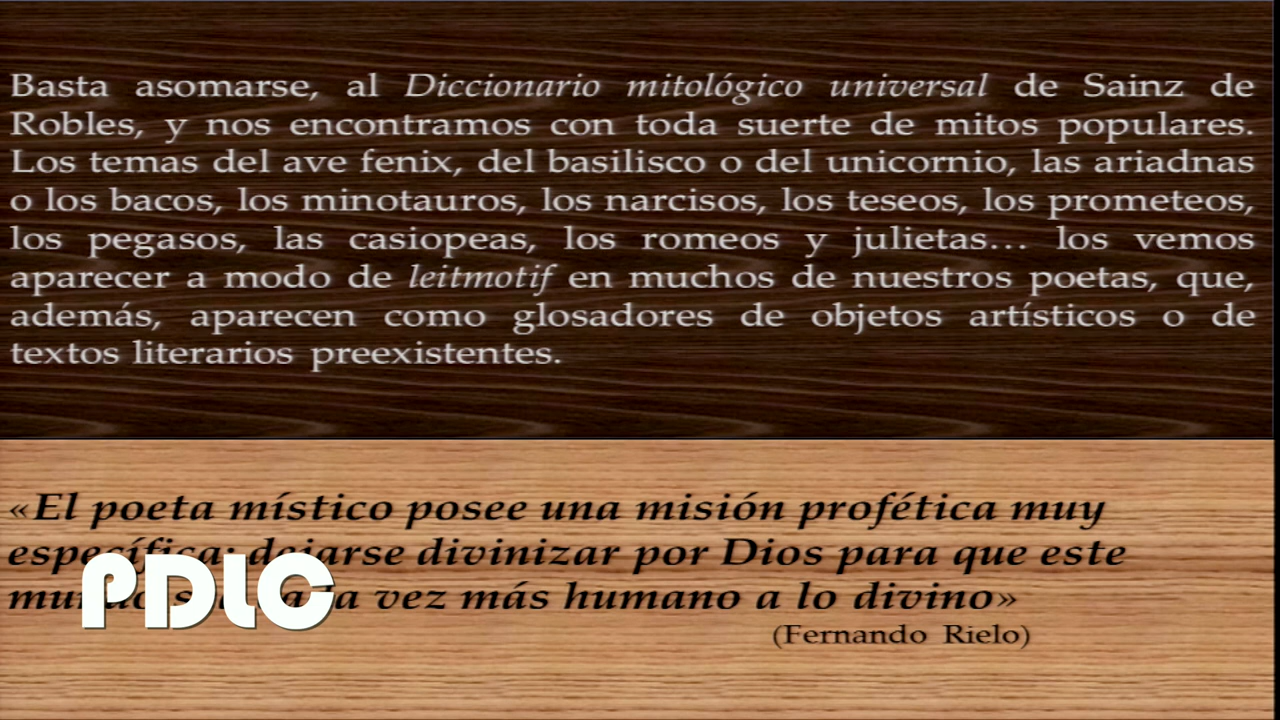 Basta asomarse, al Diccionario mitológico universal de Sainz de
Robles, y nos encontramos con toda suerte de mitos populares.
Los temas del ave fenix, del basilisco o del unicornio, las ariadnas
o los bacos, los minotauros, los narcisos, los teseos, los prometeos,
los pegasos, las casiopeas, los romeos y julietas… los vemos
aparecer a modo de leitmotif en muchos de nuestros poetas, que,
además, aparecen como glosadores de objetos artísticos o de
textos literarios preexistentes.
«El poeta místico posee una misión profética muy
específica: dejarse divinizar por Dios para que este
vez más humano a lo divino»
(Fernando Rielo)
PDLC